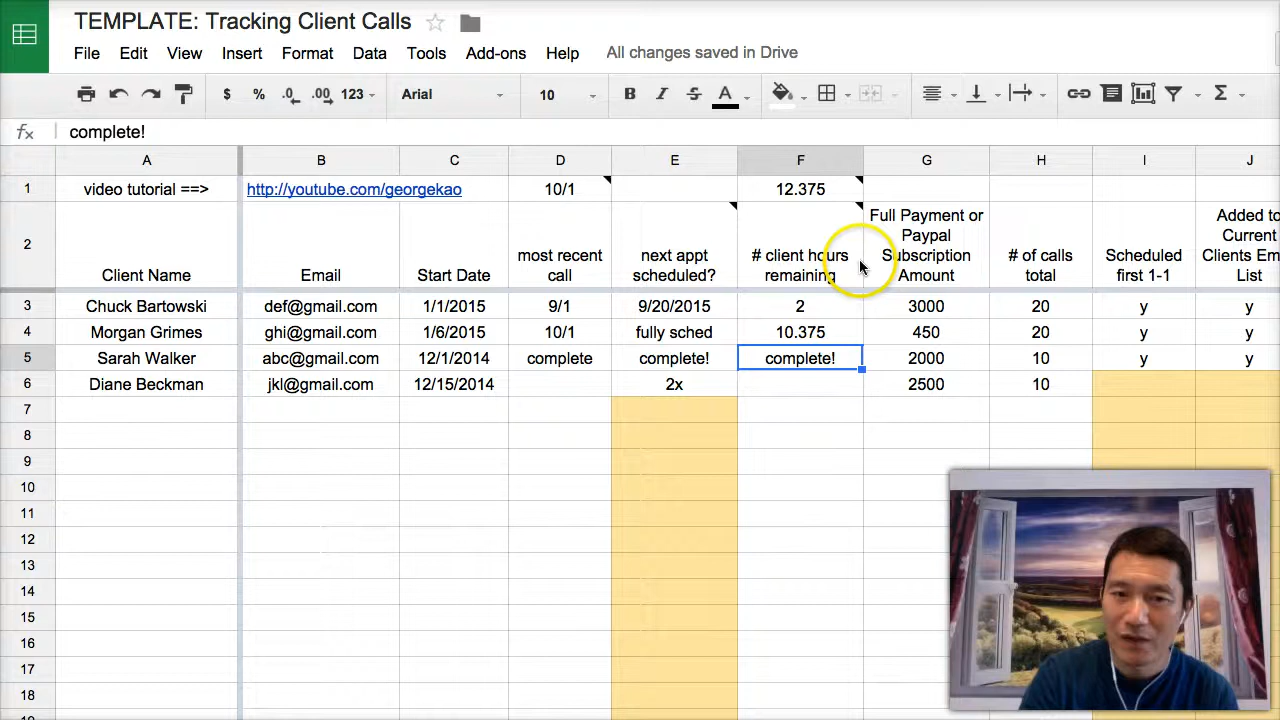 TEMPLATE: Tracking Client Calls
File Edit View Insert Format Data Tools Add-ons Help All changes saved in Drive
$ % .0 .00 123 Arial 10 B I S A Σ
fx complete!
A B C D E F G H I J
1 video tutorial ==> http://youtube.com/georgekao 10/1 12.375
2 Client Name Email Start Date most recent call next appt scheduled? # client hours remaining Full Payment or Paypal Subscription Amount # of calls total Scheduled first 1-1 Added to Current Clients Em List
3 Chuck Bartowski def@gmail.com 1/1/2015 9/1 9/20/2015 2 3000 20 y y
4 Morgan Grimes ghi@gmail.com 1/6/2015 10/1 fully sched 10.375 450 20 y y
5 Sarah Walker abc@gmail.com 12/1/2014 complete complete! complete! 2000 10 y y
6 Diane Beckman jkl@gmail.com 12/15/2014 2x 2500 10
7
8
9
10
11
12
13
14
15
16
17
18